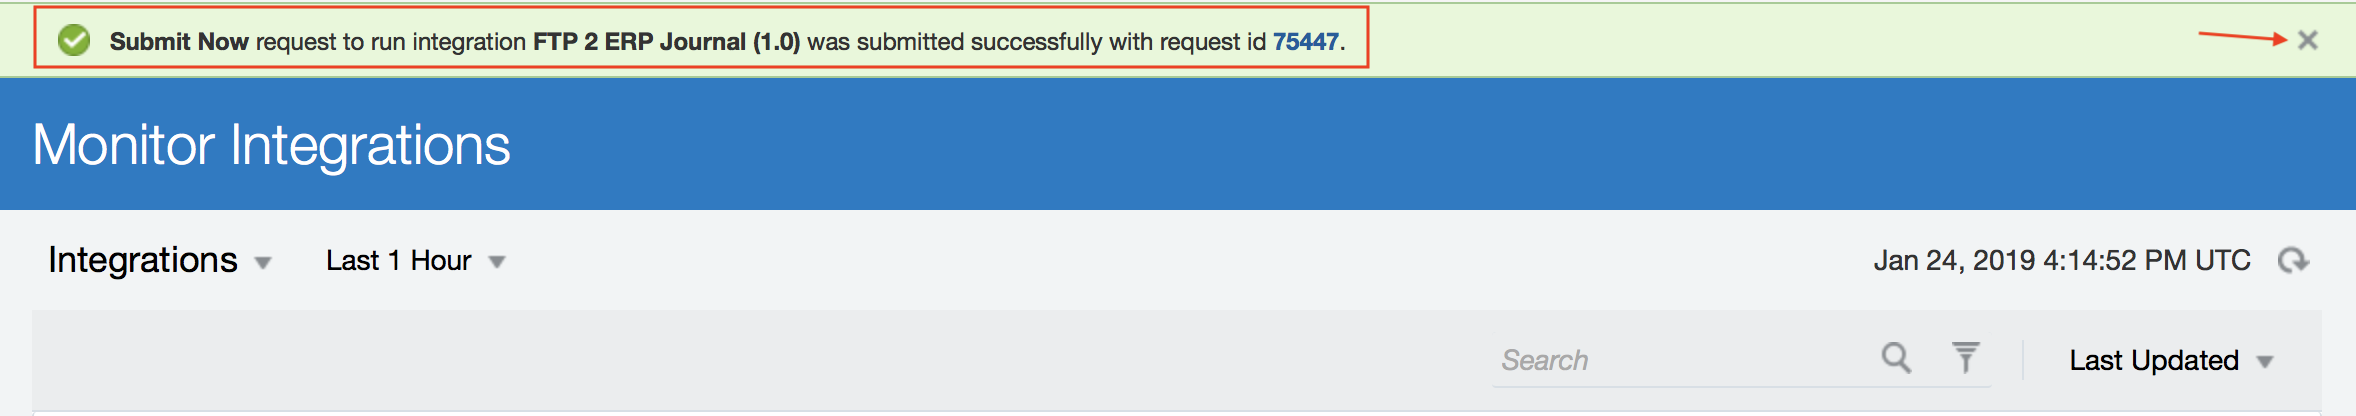 Submit Now request to run integration FTP 2 ERP Journal (1.0) was submitted successfully with request id 75447.
Monitor Integrations
Integrations Last 1 Hour Jan 24, 2019 4:14:52 PM UTC
Search Last Updated